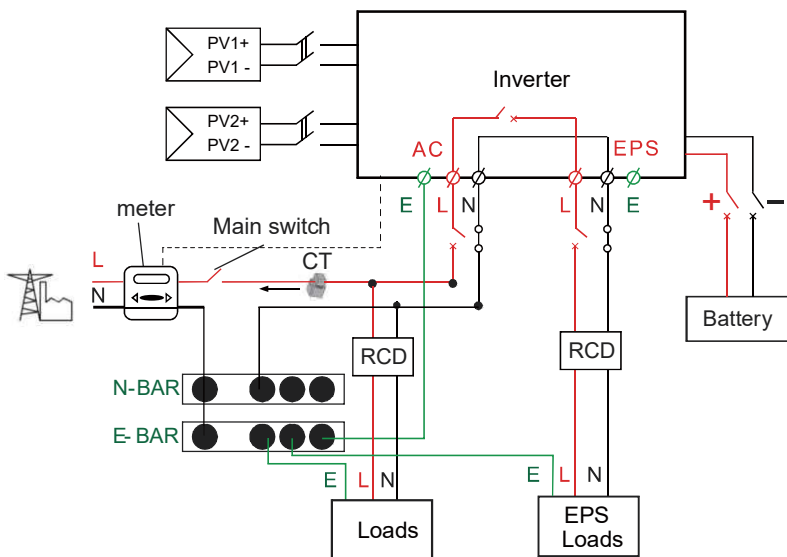 PV1+
PV1 -
PV2+
PV2 -
Inverter
AC
EPS
E L N L N E
meter
Main switch
CT
L
N
+ −
RCD
RCD
Battery
N-BAR
E-BAR
E L N
E L N
Loads
EPS
Loads